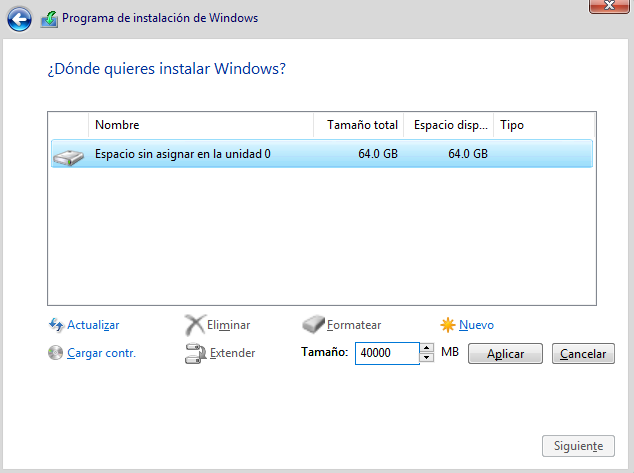 Programa de instalación de Windows
¿Dónde quieres instalar Windows?
Nombre Tamaño total Espacio disp... Tipo
Espacio sin asignar en la unidad 0 64.0 GB 64.0 GB
Actualizar Eliminar Formatear Nuevo
Cargar contr. Extender Tamaño: 40000 MB Aplicar Cancelar
Siguiente